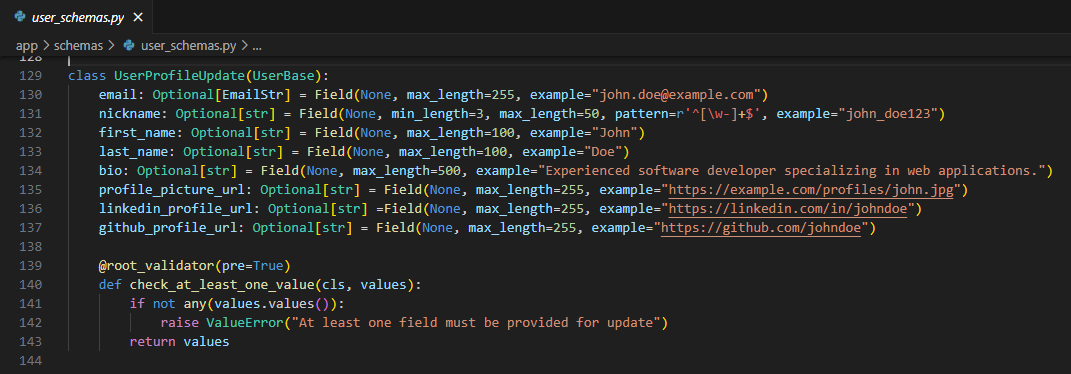 user_schemas.py ×
app > schemas > user_schemas.py > ...
128
129 class UserProfileUpdate(UserBase):
130     email: Optional[EmailStr] = Field(None, max_length=255, example="john.doe@example.com")
131     nickname: Optional[str] = Field(None, min_length=3, max_length=50, pattern=r'^[\w-]+$', example="john_doe123")
132     first_name: Optional[str] = Field(None, max_length=100, example="John")
133     last_name: Optional[str] = Field(None, max_length=100, example="Doe")
134     bio: Optional[str] = Field(None, max_length=500, example="Experienced software developer specializing in web applications.")
135     profile_picture_url: Optional[str] = Field(None, max_length=255, example="https://example.com/profiles/john.jpg")
136     linkedin_profile_url: Optional[str] =Field(None, max_length=255, example="https://linkedin.com/in/johndoe")
137     github_profile_url: Optional[str] = Field(None, max_length=255, example="https://github.com/johndoe")
138
139     @root_validator(pre=True)
140     def check_at_least_one_value(cls, values):
141         if not any(values.values()):
142             raise ValueError("At least one field must be provided for update")
143         return values
144